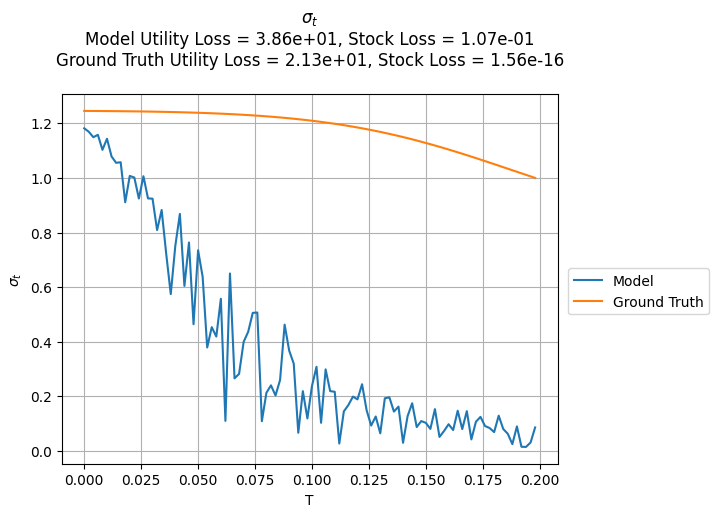 σt
Model Utility Loss = 3.86e+01, Stock Loss = 1.07e-01
Ground Truth Utility Loss = 2.13e+01, Stock Loss = 1.56e-16
1.2
1.0
0.8
0.6
0.4
0.2
0.0
σt
0.000 0.025 0.050 0.075 0.100 0.125 0.150 0.175 0.200
T
Model
Ground Truth